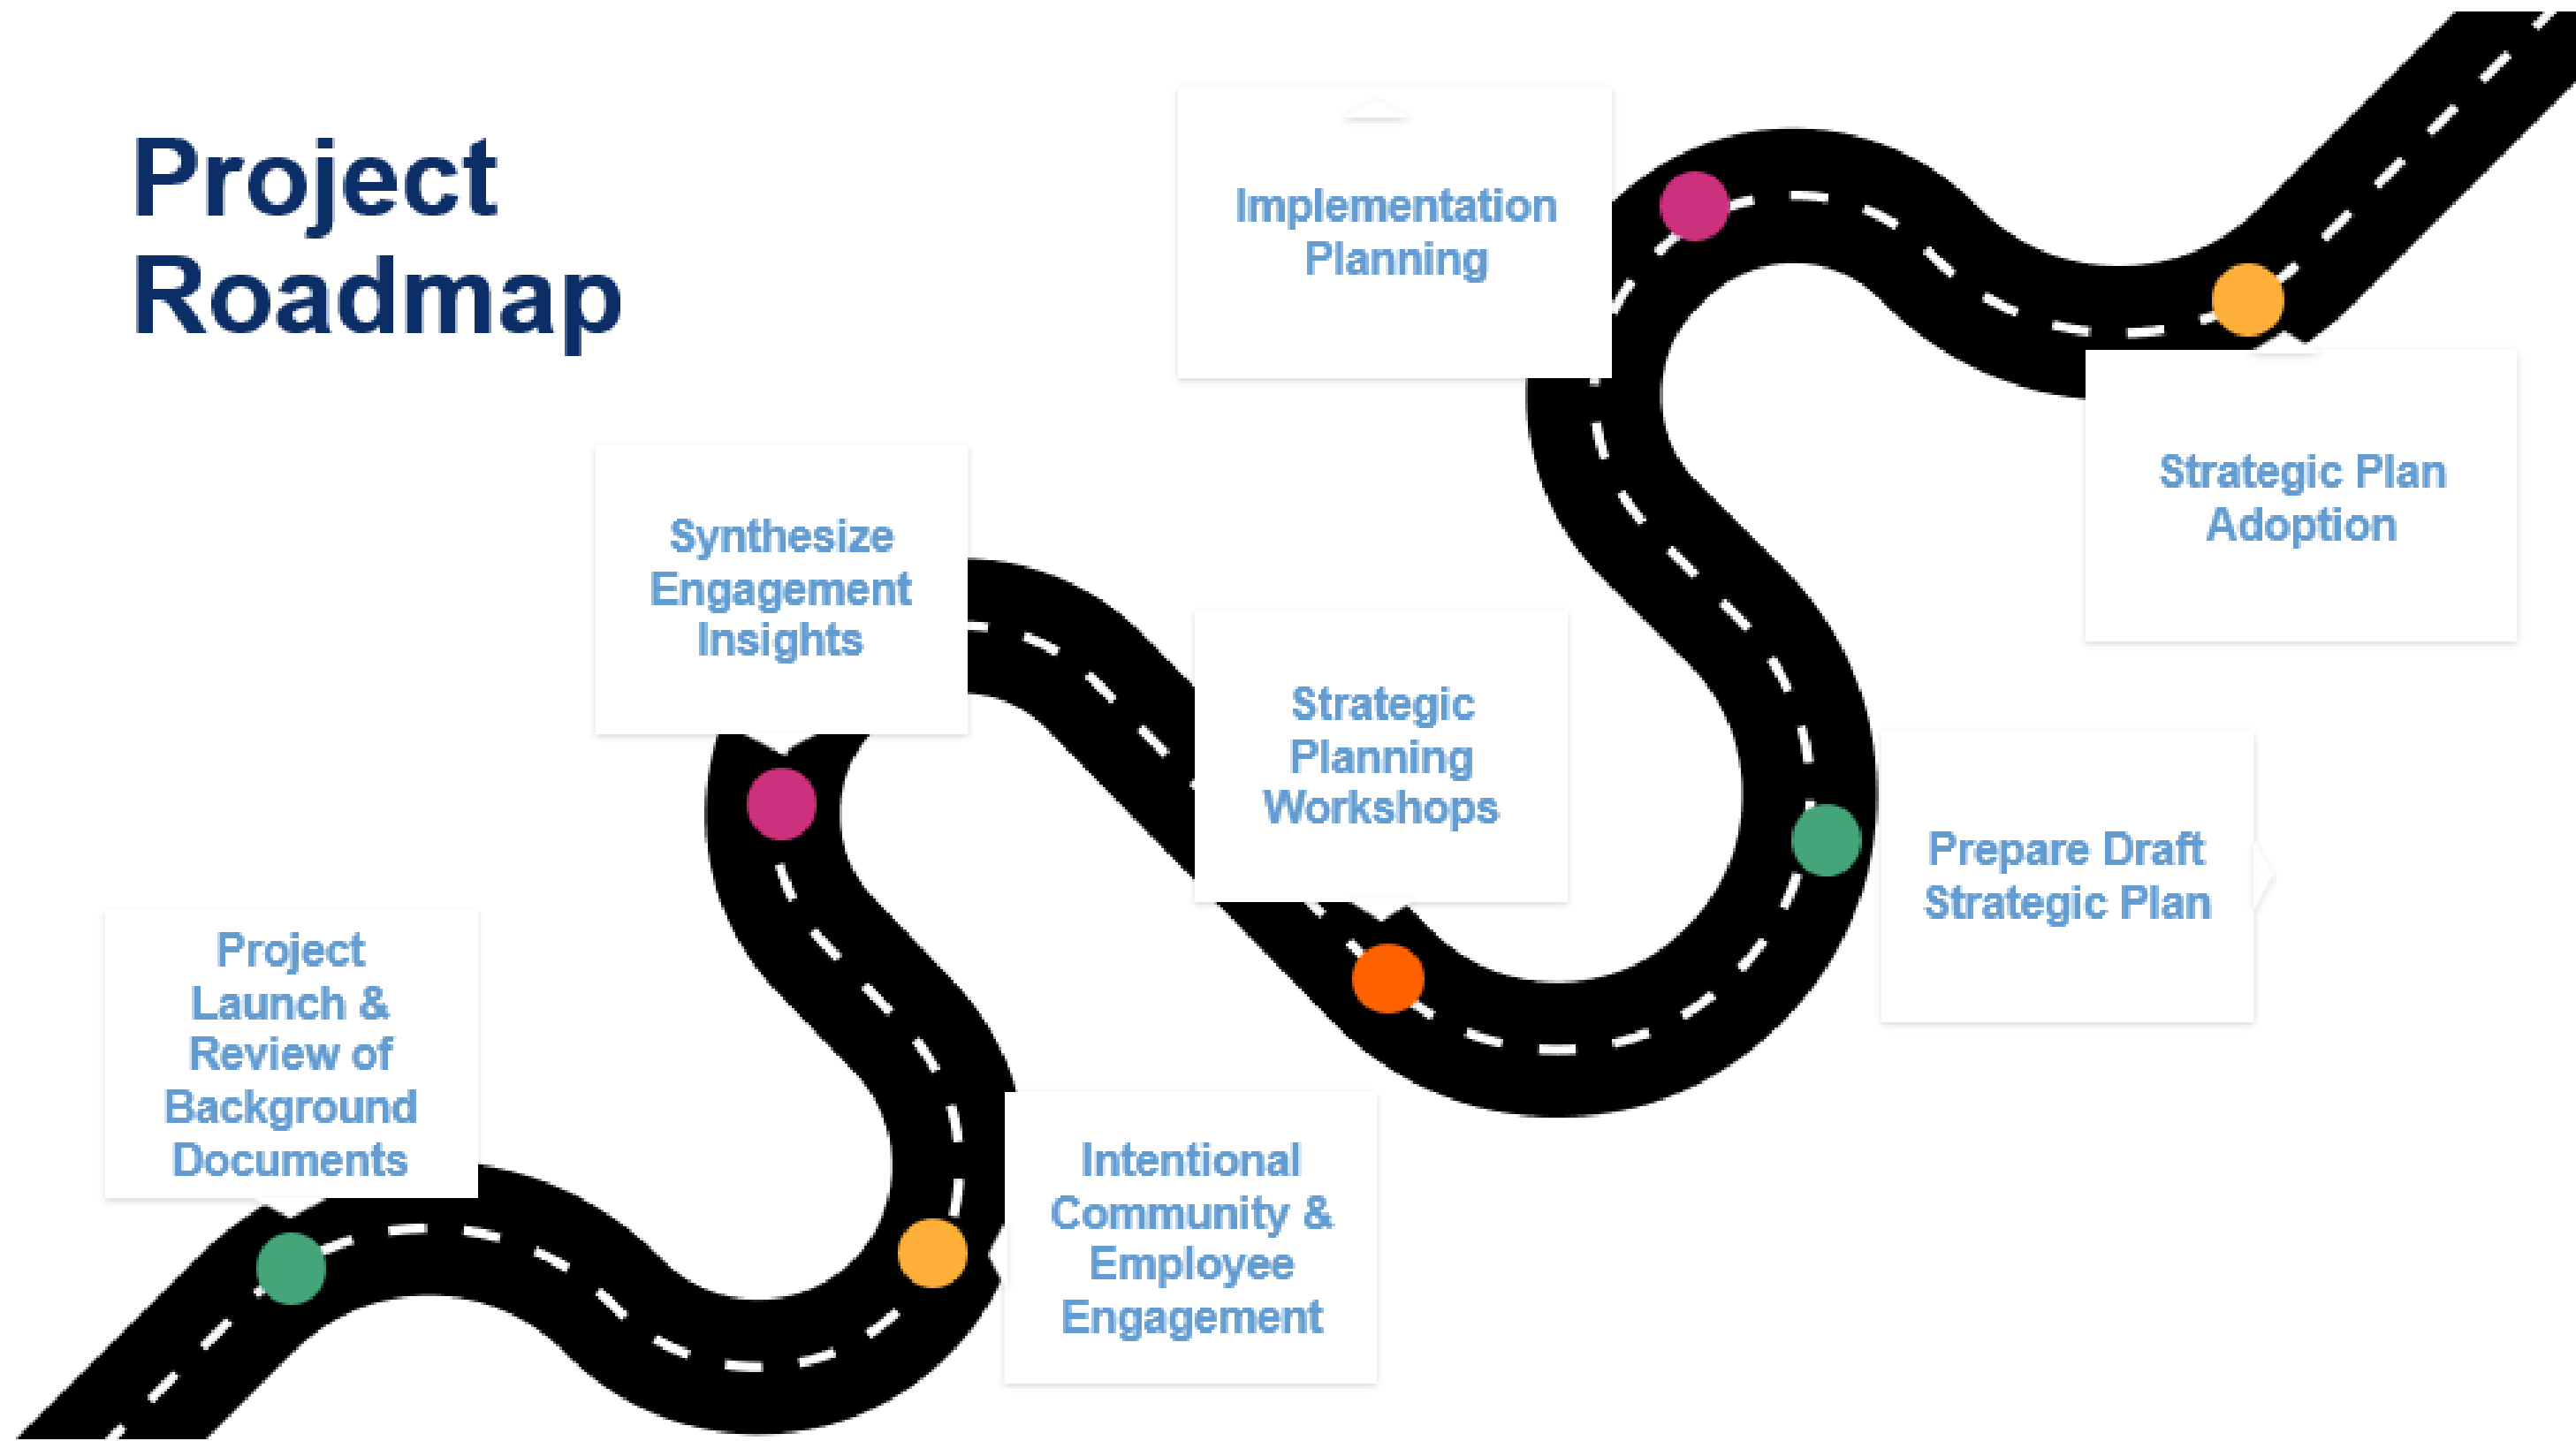 Project
Roadmap
Implementation
Planning
Strategic Plan
Adoption
Synthesize
Engagement
Insights
Strategic
Planning
Workshops
Prepare Draft
Strategic Plan
Project
Launch &
Review of
Background
Documents
Intentional
Community &
Employee
Engagement